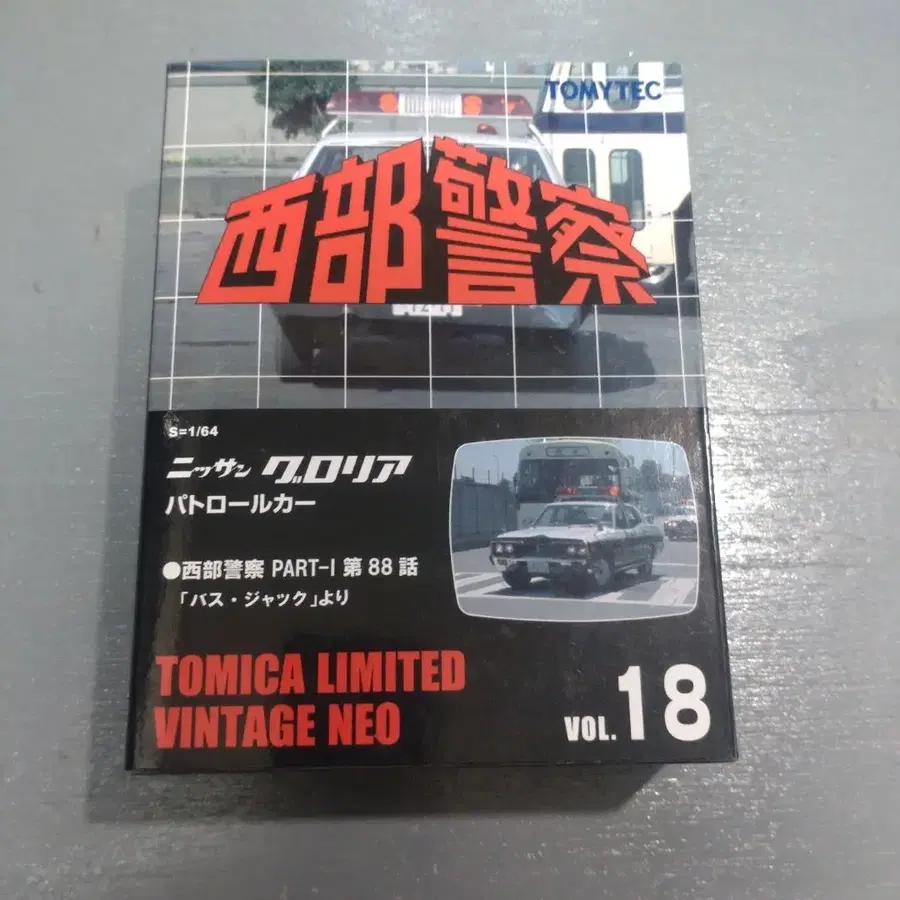 TOMYTEC
西部警察
S=1/64
ニッサン グロリア
パトロールカー
●西部警察 PART-I 第88話
「バス・ジャック」より
TOMICA LIMITED
VINTAGE NEO
VOL.18